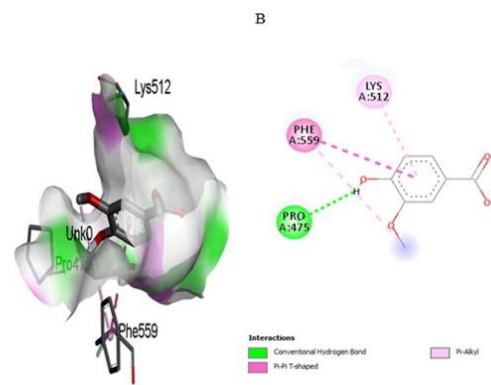 B
Lys512
Unk0
Pro475
Phe559
LYS
A:512
PHE
A:559
PRO
A:475
H
O
O
O
O
Interactions
Conventional Hydrogen Bond
Pi-Pi T-shaped
Pi-Alkyl